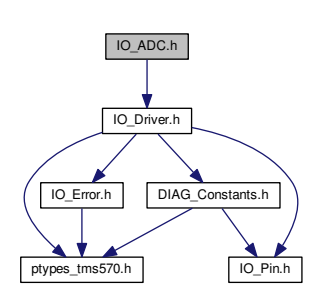 IO_ADC.h
IO_Driver.h
IO_Error.h
DIAG_Constants.h
ptypes_tms570.h
IO_Pin.h